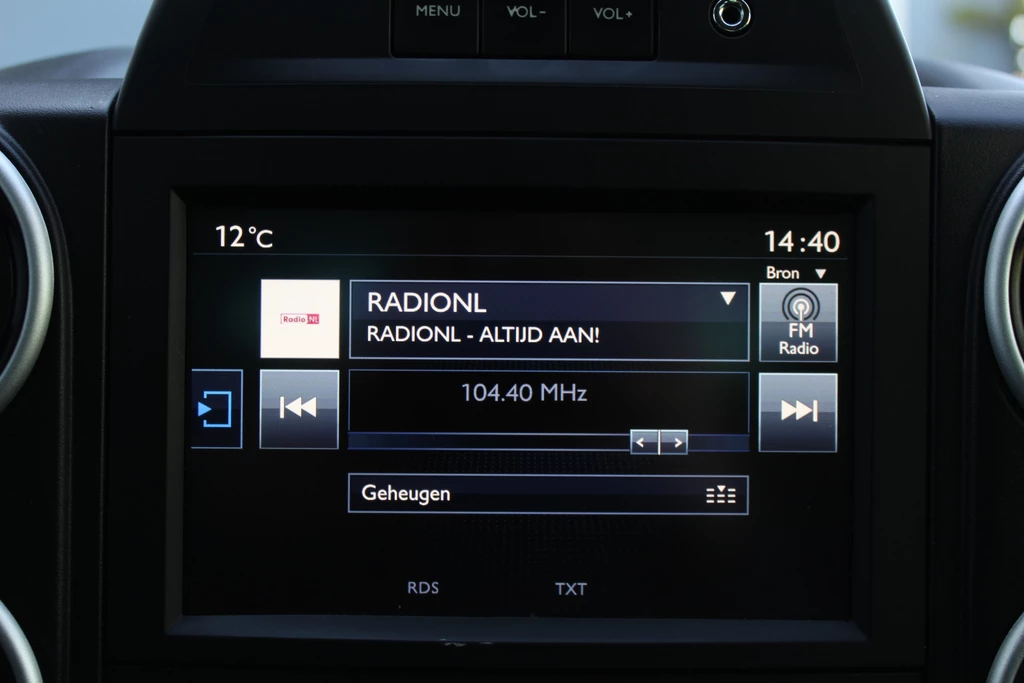 MENU VOL- VOL+
12°C 14:40
Bron
Radio NL
RADIONL
RADIONL - ALTIJD AAN!
FM
Radio
104.40 MHz
Geheugen
RDS TXT